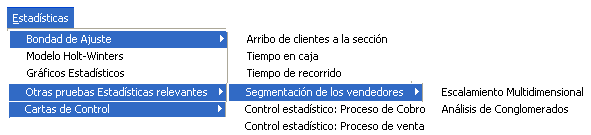 Estadísticas
Bondad de Ajuste
Arribo de clientes a la sección
Modelo Holt-Winters
Tiempo en caja
Gráficos Estadísticos
Tiempo de recorrido
Otras pruebas Estadísticas relevantes
Segmentación de los vendedores
Escalamiento Multidimensional
Cartas de Control
Control estadístico: Proceso de Cobro
Análisis de Conglomerados
Control estadístico: Proceso de venta